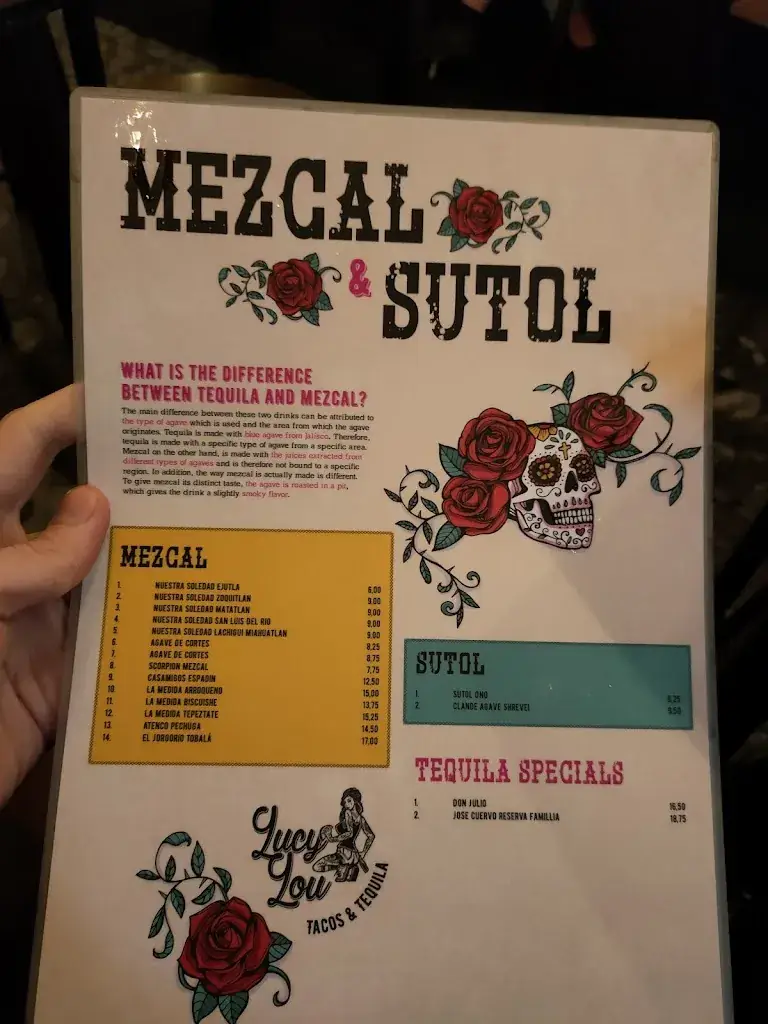 MEZCAL
& SUTOL
WHAT IS THE DIFFERENCE
BETWEEN TEQUILA AND MEZCAL?
The main difference between these two drinks can be attributed to
the type of agave which is used and the area from which the agave
originates. Tequila is made with blue agave from Jalisco. Therefore,
tequila is made with a specific type of agave from a specific area.
Mezcal on the other hand, is made with the juices extracted from
different types of agaves and is therefore not bound to a specific
region. In addition, the way mezcal is actually made is different.
To give mezcal its distinct taste, the agave is roasted in a pit,
which gives the drink a slightly smoky flavor.
MEZCAL
1. NUESTRA SOLEDAD EJUTLA 6,00
2. NUESTRA SOLEDAD ZOQUITLAN 9,00
3. NUESTRA SOLEDAD MATATLAN 9,00
4. NUESTRA SOLEDAD SAN LUIS DEL RIO 9,00
5. NUESTRA SOLEDAD LACHIGUI MIAHUATLAN 9,00
6. AGAVE DE CORTES 8,25
7. AGAVE DE CORTES 8,75
8. SCORPION MEZCAL 7,75
9. CASAMIGOS ESPADIN 12,50
10. LA MEDIDA ARROQUENO 15,00
11. LA MEDIDA BISCUISHE 13,75
12. LA MEDIDA TEPEZTATE 15,25
13. ATENCO PECHUGA 14,50
14. EL JORGORIO TOBALÁ 17,00
SUTOL
1. SUTOL ONO 6,25
2. CLANDE AGAVE SHREVEI 9,50
TEQUILA SPECIALS
1. DON JULIO 16,50
2. JOSE CUERVO RESERVA FAMILLIA 18,75
Lucy
Lou
TACOS & TEQUILA